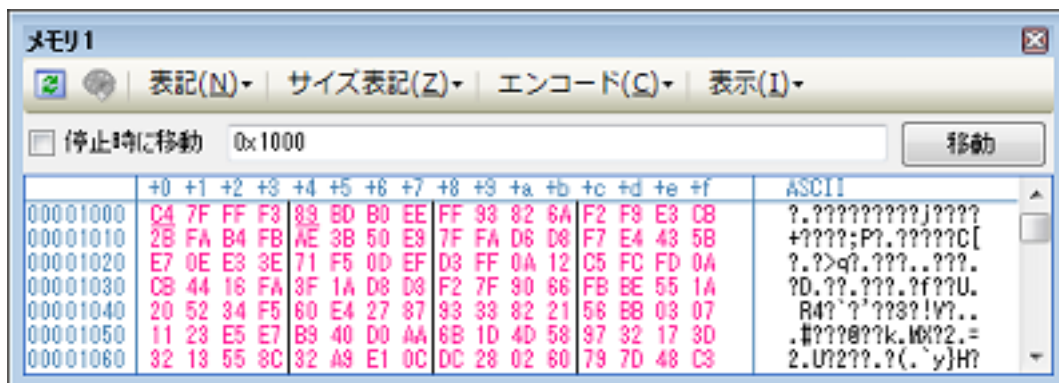 メモリ1
表記(N) サイズ表記(Z) エンコード(C) 表示(I)
停止時に移動 0x1000 移動
+0 +1 +2 +3 +4 +5 +6 +7 +8 +9 +a +b +c +d +e +f ASCII
00001000 C4 7F FF F3 89 BD B0 EE FF 93 82 6A F2 F9 E3 CB ?.?????????j????
00001010 2B FA B4 FB AE 3B 50 E9 7F FA D6 D8 F7 E4 43 5B +????;P?.?????C[
00001020 E7 0E E3 3E 71 F5 0D EF D3 FF 0A 12 C5 FC FD 0A ?.?>q?.???..???.
00001030 CB 44 16 FA 3F 1A D8 D3 F2 7F 90 66 FB BE 55 1A ?D.??.???.?f??U.
00001040 20 52 34 F5 60 E4 27 87 93 33 82 21 56 BB 03 07 R4?`?'??3?!V?..
00001050 11 23 E5 E7 B9 40 D0 AA 6B 1D 4D 58 97 32 17 3D .#???@??k.MX?2.=
00001060 32 13 55 8C 32 A9 E1 0C DC 28 02 60 79 7D 48 C3 2.U?2??.?(.`y}H?